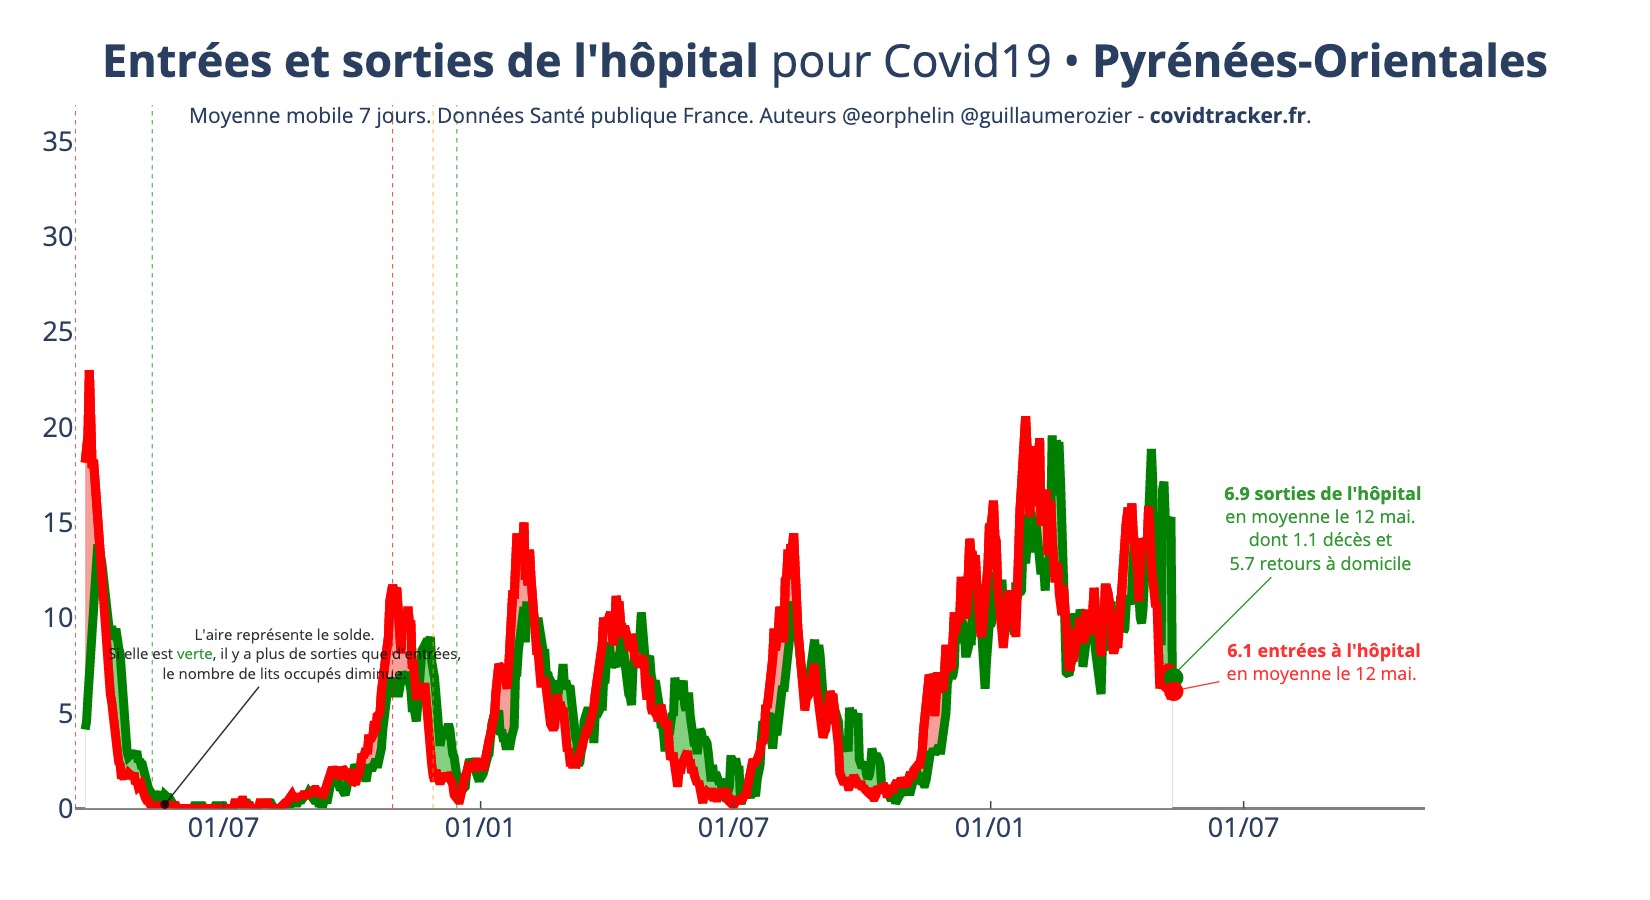 Entrées et sorties de l'hôpital pour Covid19 • Pyrénées-Orientales
Moyenne mobile 7 jours. Données Santé publique France. Auteurs @eorphelin @guillaumerozier - covidtracker.fr.
35
30
25
20
15
10
5
0
L'aire représente le solde.
Si elle est verte, il y a plus de sorties que d'entrées,
le nombre de lits occupés diminue.
6.9 sorties de l'hôpital
en moyenne le 12 mai.
dont 1.1 décès et
5.7 retours à domicile
6.1 entrées à l'hôpital
en moyenne le 12 mai.
01/07
01/01
01/07
01/01
01/07